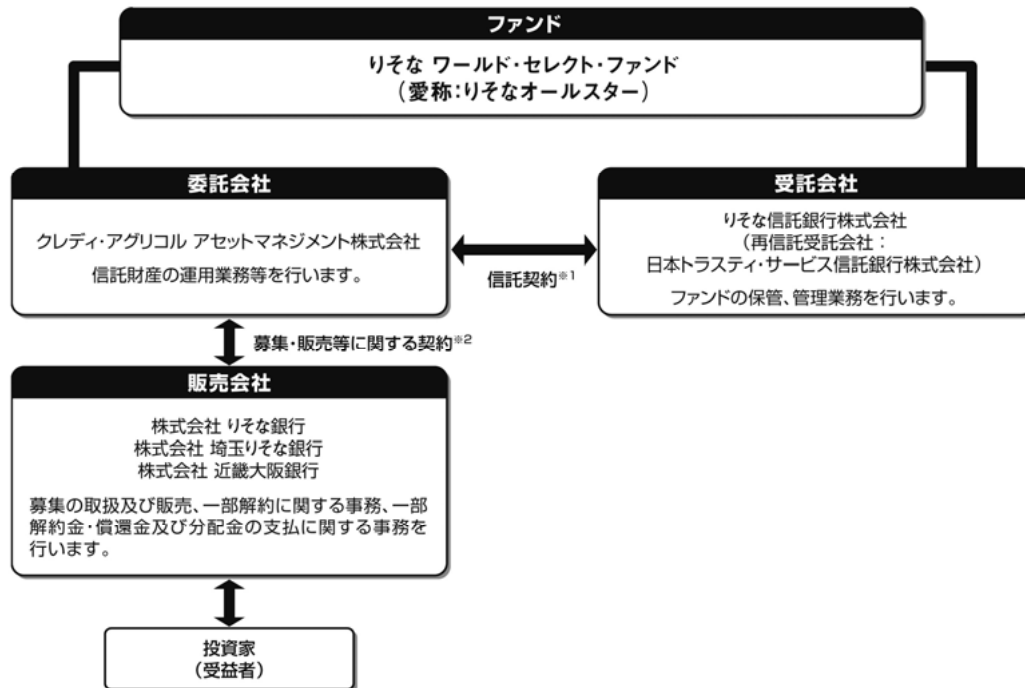 ファンド
りそな ワールド・セレクト・ファンド
（愛称：りそなオールスター）
委託会社
クレディ・アグリコル アセットマネジメント株式会社
信託財産の運用業務等を行います。
信託契約※1
受託会社
りそな信託銀行株式会社
（再信託受託会社：
日本トラスティ・サービス信託銀行株式会社）
ファンドの保管、管理業務を行います。
募集・販売等に関する契約※2
販売会社
株式会社 りそな銀行
株式会社 埼玉りそな銀行
株式会社 近畿大阪銀行
募集の取扱及び販売、一部解約に関する事務、一部
解約金・償還金及び分配金の支払に関する事務を
行います。
投資家
（受益者）